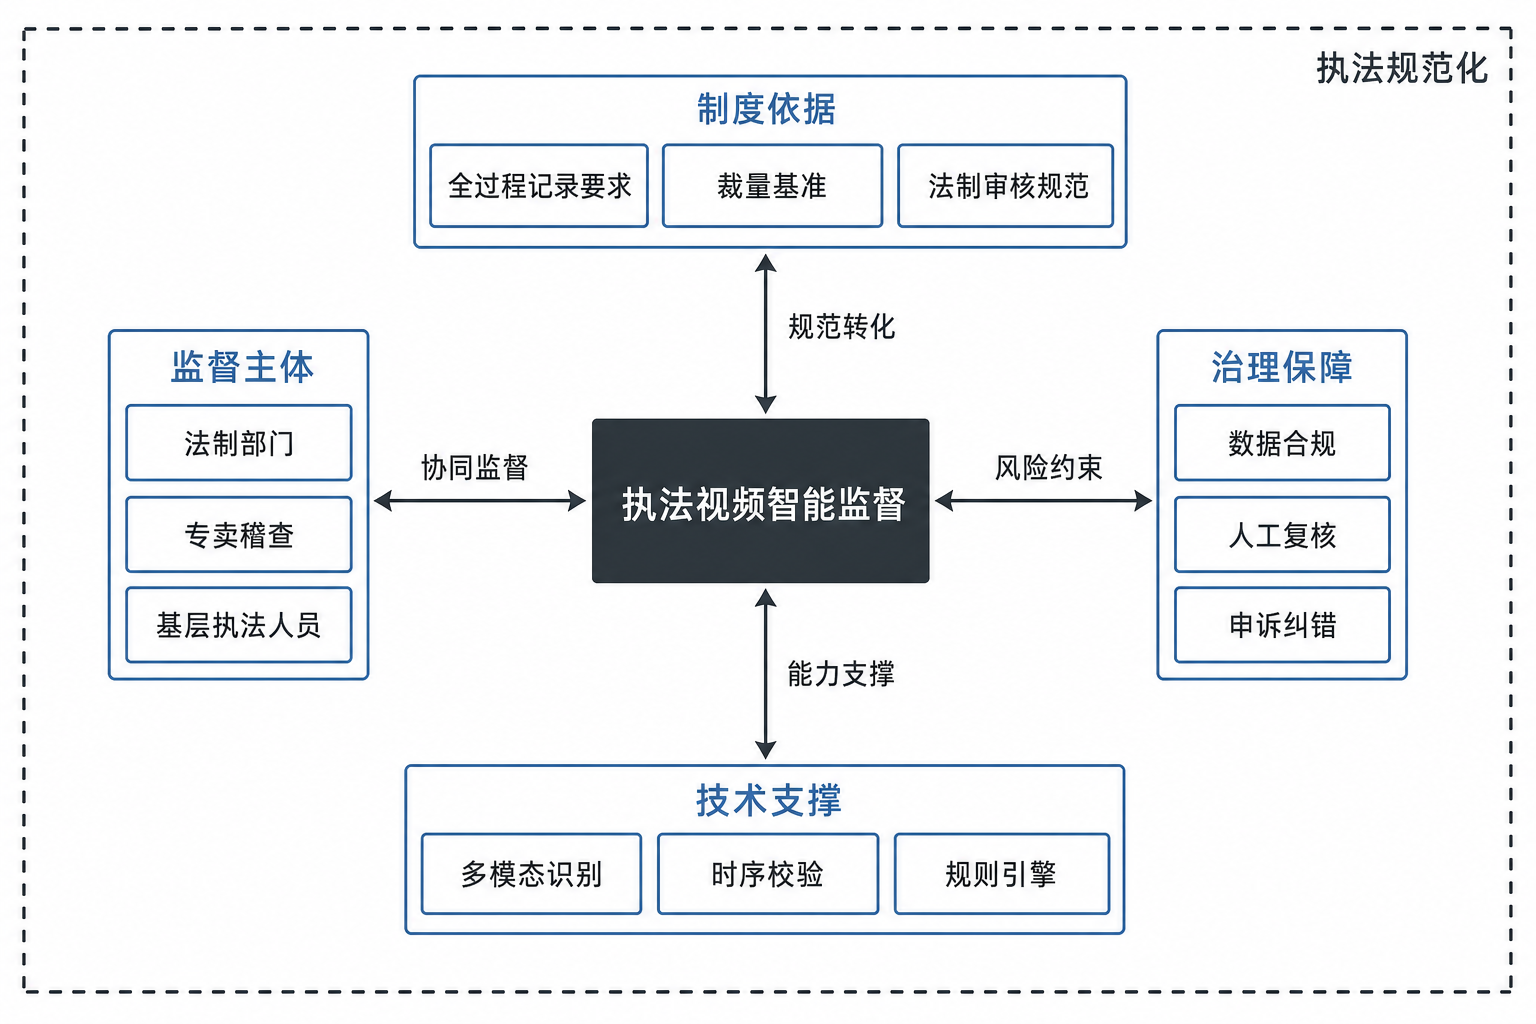 执法规范化
制度依据
全过程记录要求
裁量基准
法制审核规范
规范转化
监督主体
法制部门
专卖稽查
基层执法人员
协同监督
执法视频智能监督
风险约束
治理保障
数据合规
人工复核
申诉纠错
能力支撑
技术支撑
多模态识别
时序校验
规则引擎